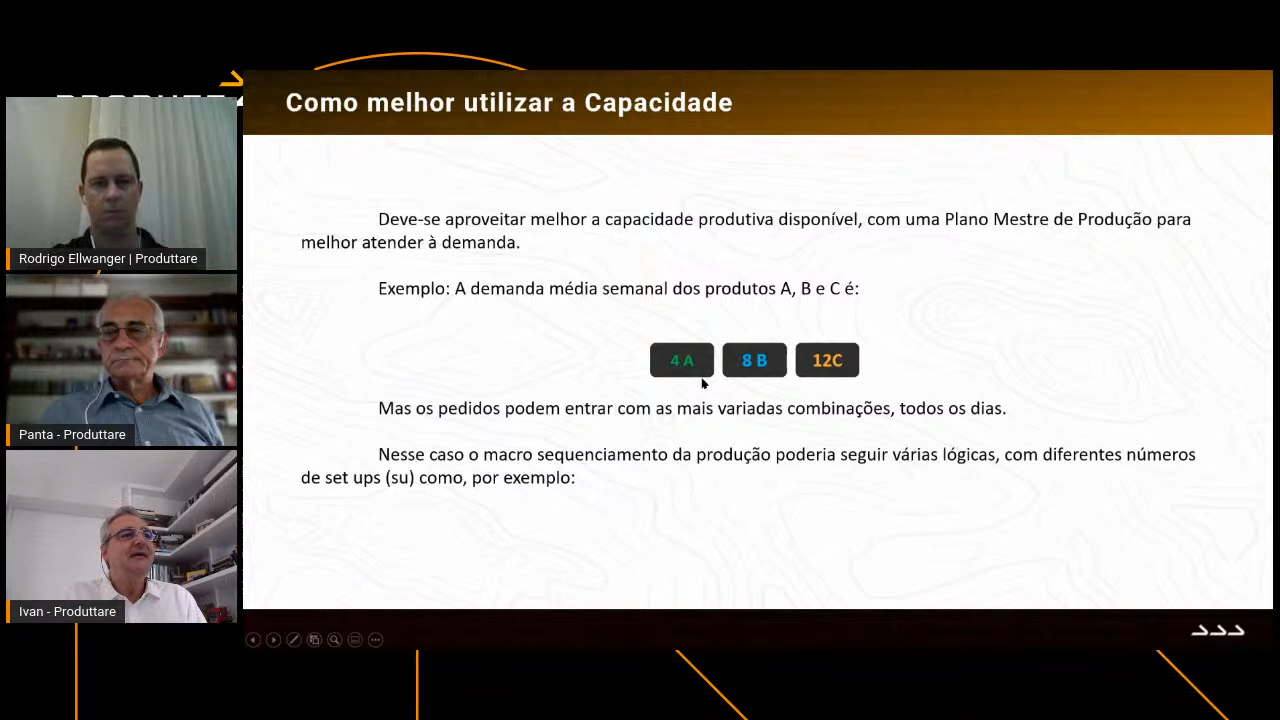 Como melhor utilizar a Capacidade
Rodrigo Ellwanger | Produttare
Panta - Produttare
Ivan - Produttare
Deve-se aproveitar melhor a capacidade produtiva disponível, com uma Plano Mestre de Produção para
melhor atender à demanda.
Exemplo: A demanda média semanal dos produtos A, B e C é:
4 A
8 B
12C
Mas os pedidos podem entrar com as mais variadas combinações, todos os dias.
Nesse caso o macro sequenciamento da produção poderia seguir várias lógicas, com diferentes números
de set ups (su) como, por exemplo: